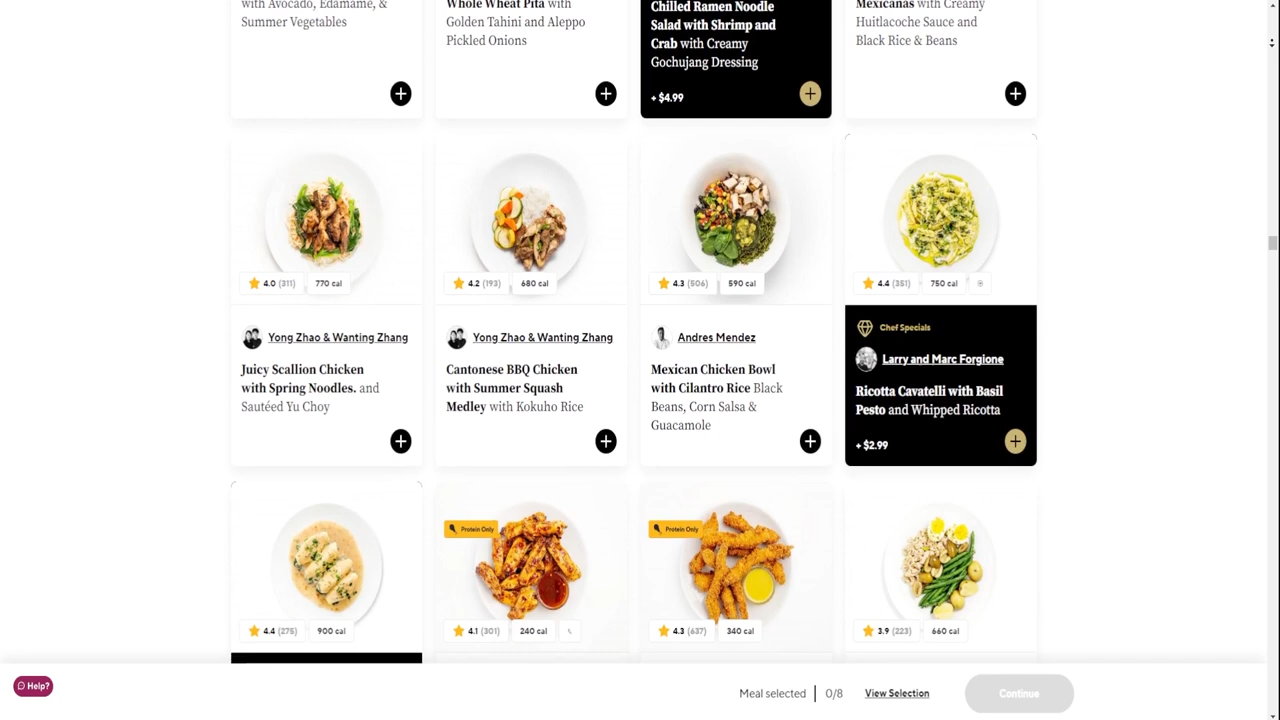 with Avocado, Edamame, &
Summer Vegetables
Whole Wheat Pita with
Golden Tahini and Aleppo
Pickled Onions
Chilled Ramen Noodle
Salad with Shrimp and
Crab with Creamy
Gochujang Dressing
+ $4.99
Mexicanas with Creamy
Huitlacoche Sauce and
Black Rice & Beans
4.0 (311)
770 cal
Yong Zhao & Wanting Zhang
Juicy Scallion Chicken
with Spring Noodles. and
Sautéed Yu Choy
4.2 (193)
680 cal
Yong Zhao & Wanting Zhang
Cantonese BBQ Chicken
with Summer Squash
Medley with Kokuho Rice
4.3 (506)
590 cal
Andres Mendez
Mexican Chicken Bowl
with Cilantro Rice Black
Beans, Corn Salsa &
Guacamole
4.4 (351)
750 cal
Chef Specials
Larry and Marc Forgione
Ricotta Cavatelli with Basil
Pesto and Whipped Ricotta
+ $2.99
4.4 (275)
900 cal
Protein Only
4.1 (301)
240 cal
Protein Only
4.3 (637)
340 cal
3.9 (223)
660 cal
Help?
Meal selected
0/8
View Selection
Continue